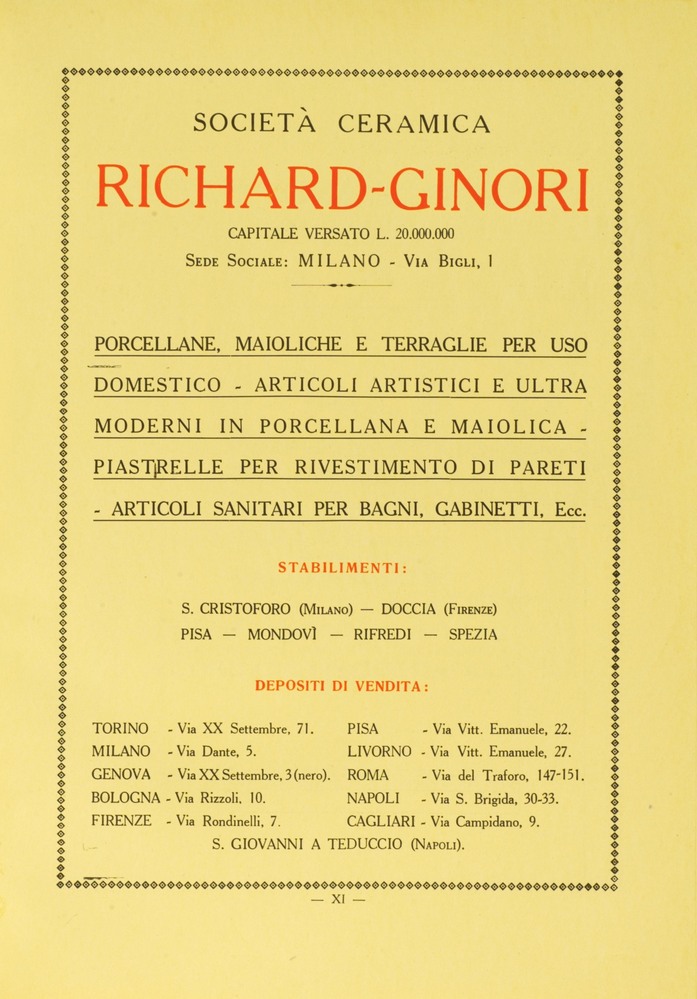 SOCIETÀ CERAMICA
RICHARD-GINORI
CAPITALE VERSATO L. 20.000.000
SEDE SOCIALE: MILANO - VIA BIGLI, 1
PORCELLANE, MAIOLICHE E TERRAGLIE PER USO
DOMESTICO - ARTICOLI ARTISTICI E ULTRA
MODERNI IN PORCELLANA E MAIOLICA -
PIASTRELLE PER RIVESTIMENTO DI PARETI
- ARTICOLI SANITARI PER BAGNI, GABINETTI, Ecc.
STABILIMENTI:
S. CRISTOFORO (MILANO) — DOCCIA (FIRENZE)
PISA — MONDOVÌ — RIFREDI — SPEZIA
DEPOSITI DI VENDITA:
TORINO - Via XX Settembre, 71.
MILANO - Via Dante, 5.
GENOVA - Via XX Settembre, 3 (nero).
BOLOGNA - Via Rizzoli, 10.
FIRENZE - Via Rondinelli, 7.
PISA - Via Vitt. Emanuele, 22.
LIVORNO - Via Vitt. Emanuele, 27.
ROMA - Via del Traforo, 147-151.
NAPOLI - Via S. Brigida, 30-33.
CAGLIARI - Via Campidano, 9.
S. GIOVANNI A TEDUCCIO (NAPOLI).
— XI —